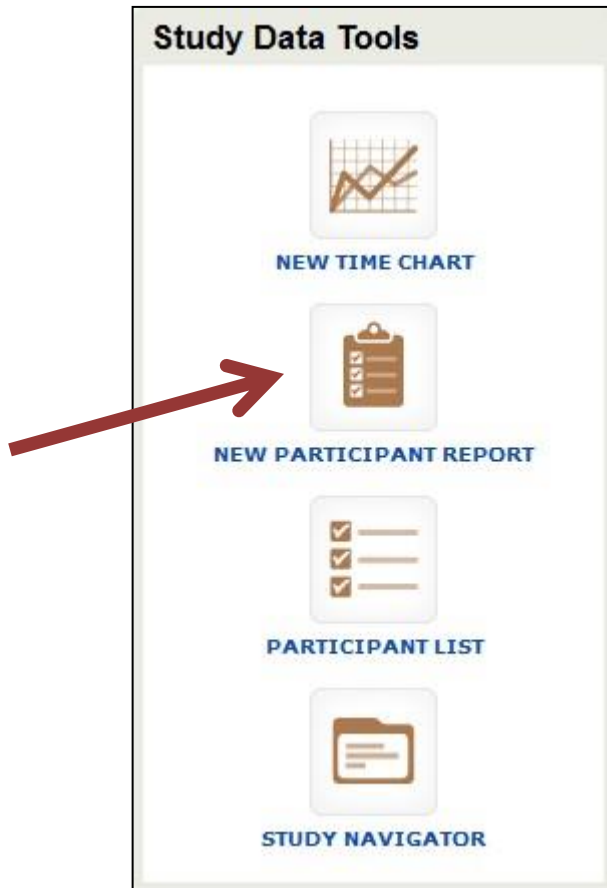 Study Data Tools
NEW TIME CHART
NEW PARTICIPANT REPORT
PARTICIPANT LIST
STUDY NAVIGATOR